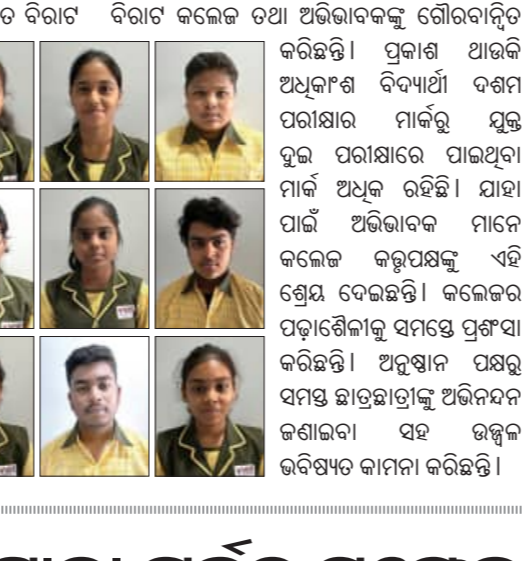 ତ ବିରାଟ ବିରାଟ କଲେଜ ତଥା ଅଭିଭାବକଙ୍କୁ ଗୌରବାନ୍ୱିତ
କରିଛନ୍ତି। ପ୍ରକାଶ ଥାଉକି
ଅଧିକାଂଶ ବିଦ୍ୟାର୍ଥୀ ଦଶମ
ପରୀକ୍ଷାର ମାର୍କରୁ ଯୁକ୍ତ
ଦୁଇ ପରୀକ୍ଷାରେ ପାଇଥିବା
ମାର୍କ ଅଧିକ ରହିଛି। ଯାହା
ପାଇଁ ଅଭିଭାବକ ମାନେ
କଲେଜ କର୍ତ୍ତୃପକ୍ଷଙ୍କୁ ଏହି
ଶ୍ରେୟ ଦେଇଛନ୍ତି। କଲେଜର
ପଢ଼ାଶୈଳୀକୁ ସମସ୍ତେ ପ୍ରଶଂସା
କରିଛନ୍ତି। ଅନୁଷ୍ଠାନ ପକ୍ଷରୁ
ସମସ୍ତ ଛାତ୍ରଛାତ୍ରୀଙ୍କୁ ଅଭିନନ୍ଦନ
ଜଣାଇବା ସହ ଉଜ୍ଜ୍ୱଳ
ଭବିଷ୍ୟତ କାମନା କରିଛନ୍ତି।